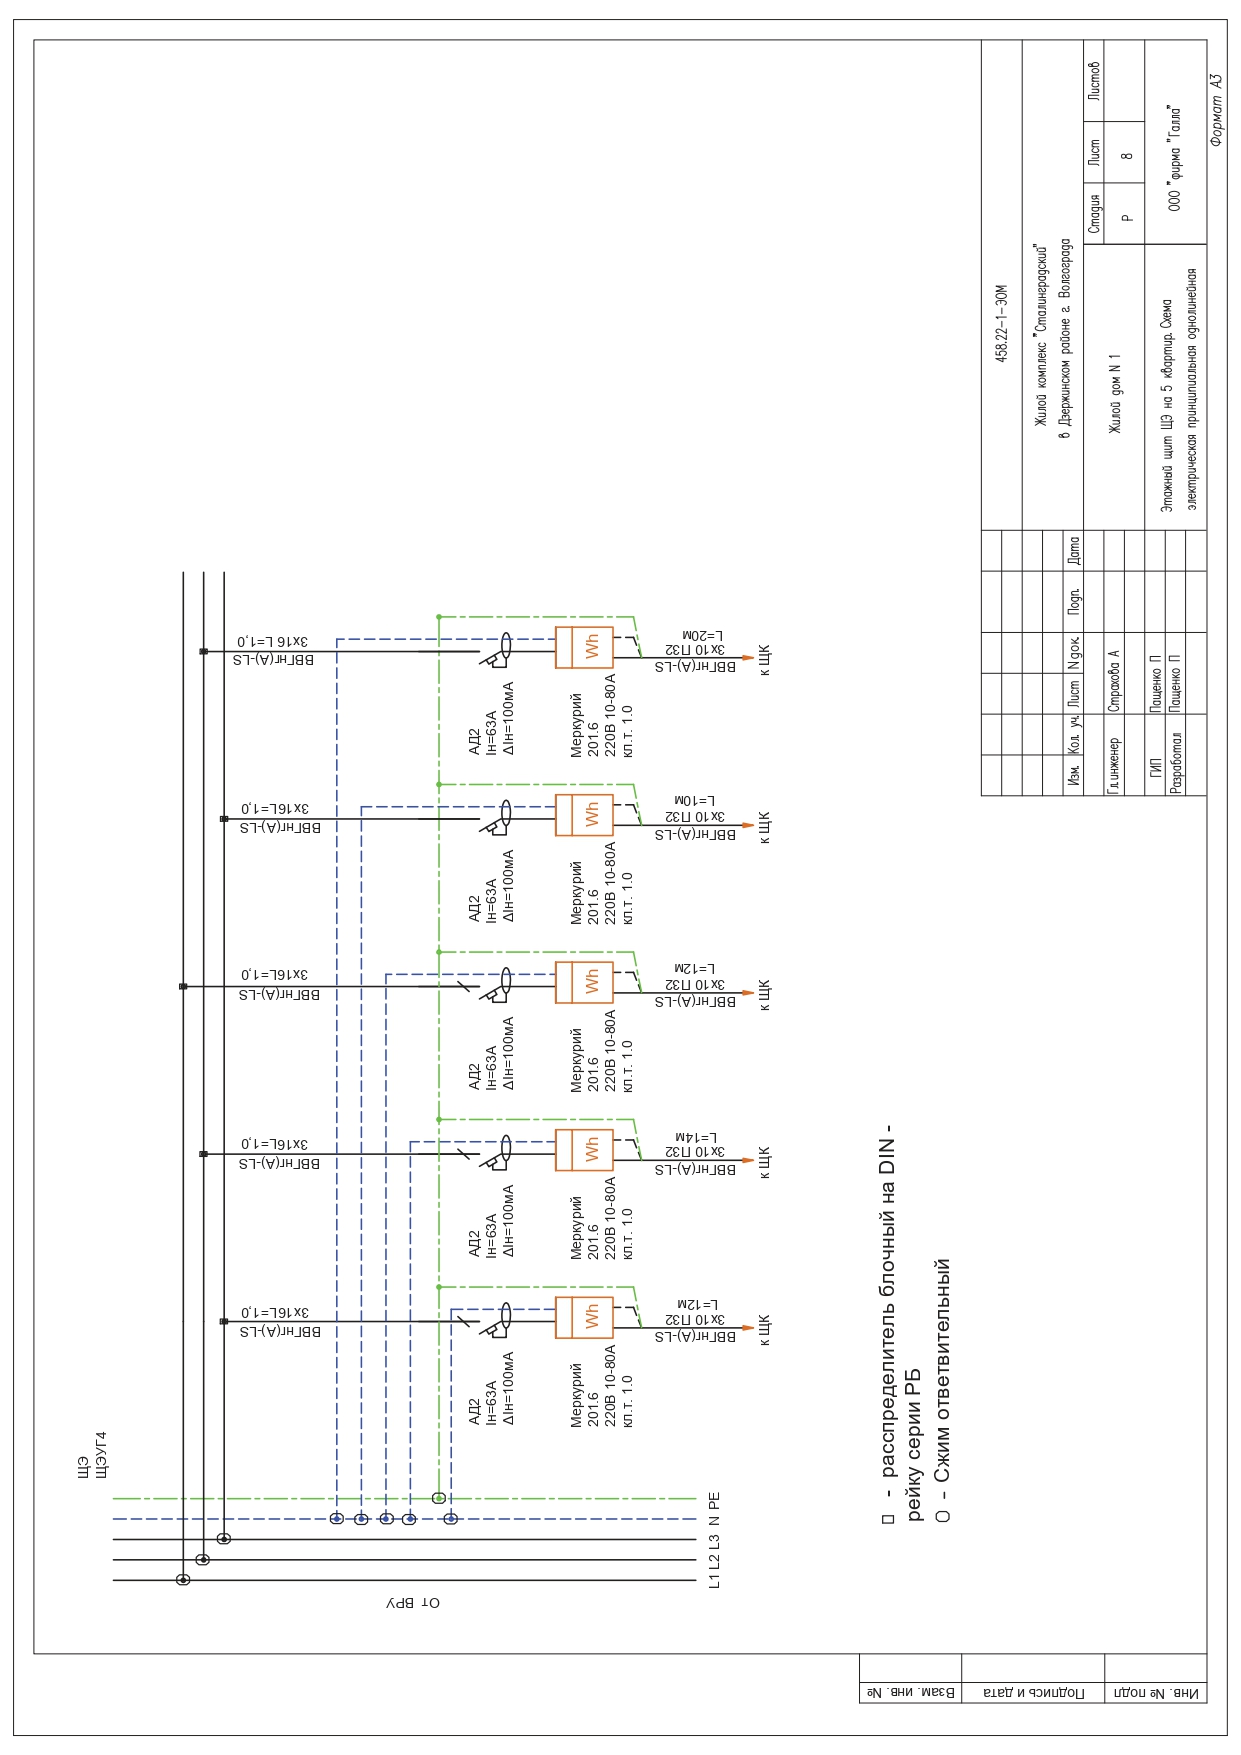 ЩЭ
ЩЭУГ4
От ВРУ
L1 L2 L3 N PE
ВВГнг(А)-LS
3х16L=1,0
АД2
Iн=63А
ΔIн=100мА
Wh
Меркурий
201.6
220В 10-80А
кл.т. 1.0
ВВГнг(А)-LS
3х10 П32
L=12м
к ЩК
ВВГнг(А)-LS
3х16L=1,0
АД2
Iн=63А
ΔIн=100мА
Wh
Меркурий
201.6
220В 10-80А
кл.т. 1.0
ВВГнг(А)-LS
3х10 П32
L=14м
к ЩК
ВВГнг(А)-LS
3х16L=1,0
АД2
Iн=63А
ΔIн=100мА
Wh
Меркурий
201.6
220В 10-80А
кл.т. 1.0
ВВГнг(А)-LS
3х10 П32
L=12м
к ЩК
ВВГнг(А)-LS
3х16L=1,0
АД2
Iн=63А
ΔIн=100мА
Wh
Меркурий
201.6
220В 10-80А
кл.т. 1.0
ВВГнг(А)-LS
3х10 П32
L=10м
к ЩК
ВВГнг(А)-LS
3х16 L=1,0
АД2
Iн=63А
ΔIн=100мА
Wh
Меркурий
201.6
220В 10-80А
кл.т. 1.0
ВВГнг(А)-LS
3х10 П32
L=20м
к ЩК
- расспределитель блочный на DIN -
рейку серии РБ
- Сжим ответвительный
458.22-1-ЭОМ
Жилой комплекс "Сталинградский"
в Дзержинском районе г. Волгограда
Изм. Кол. уч. Лист N док. Подп. Дата
Гл.инженер Страхова А
ГИП Пащенко П
Разработал Пащенко П
Жилой дом N 1
Стадия Лист Листов
Р 8
Этажный щит ЩЭ на 5 квартир. Схема
электрическая принципиальная однолинейная
ООО "фирма "Галла"
Формат А3
Взам. инв. №
Подпись и дата
Инв. № подл